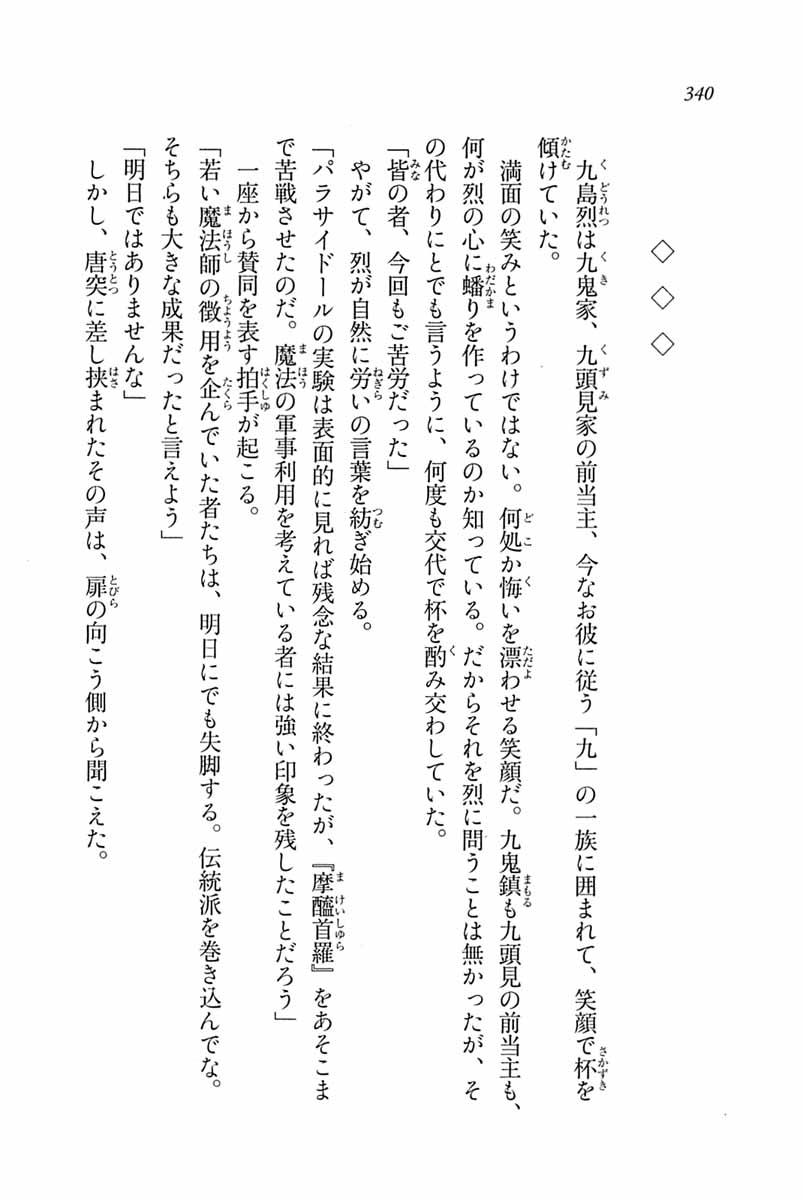 340
◇ ◇ ◇
九島烈は九鬼家、九頭見家の前当主、今なお彼に従う「九」の一族に囲まれて、笑顔で杯を
傾けていた。
満面の笑みというわけではない。何処か悔いを漂わせる笑顔だ。九鬼鎮も九頭見の前当主も、
何が烈の心に蟠りを作っているのか知っている。だからそれを烈に問うことは無かったが、そ
の代わりにとでも言うように、何度も交代で杯を酌み交わしていた。
「皆の者、今回もご苦労だった」
やがて、烈が自然に労いの言葉を紡ぎ始める。
「パラサイドールの実験は表面的に見れば残念な結果に終わったが、『摩醯首羅』をあそこま
で苦戦させたのだ。魔法の軍事利用を考えている者には強い印象を残したことだろう」
一座から賛同を表す拍手が起こる。
「若い魔法師の徴用を企んでいた者たちは、明日にでも失脚する。伝統派を巻き込んでな。
そちらも大きな成果だったと言えよう」
「明日ではありませんな」
しかし、唐突に差し挟まれたその声は、扉の向こう側から聞こえた。